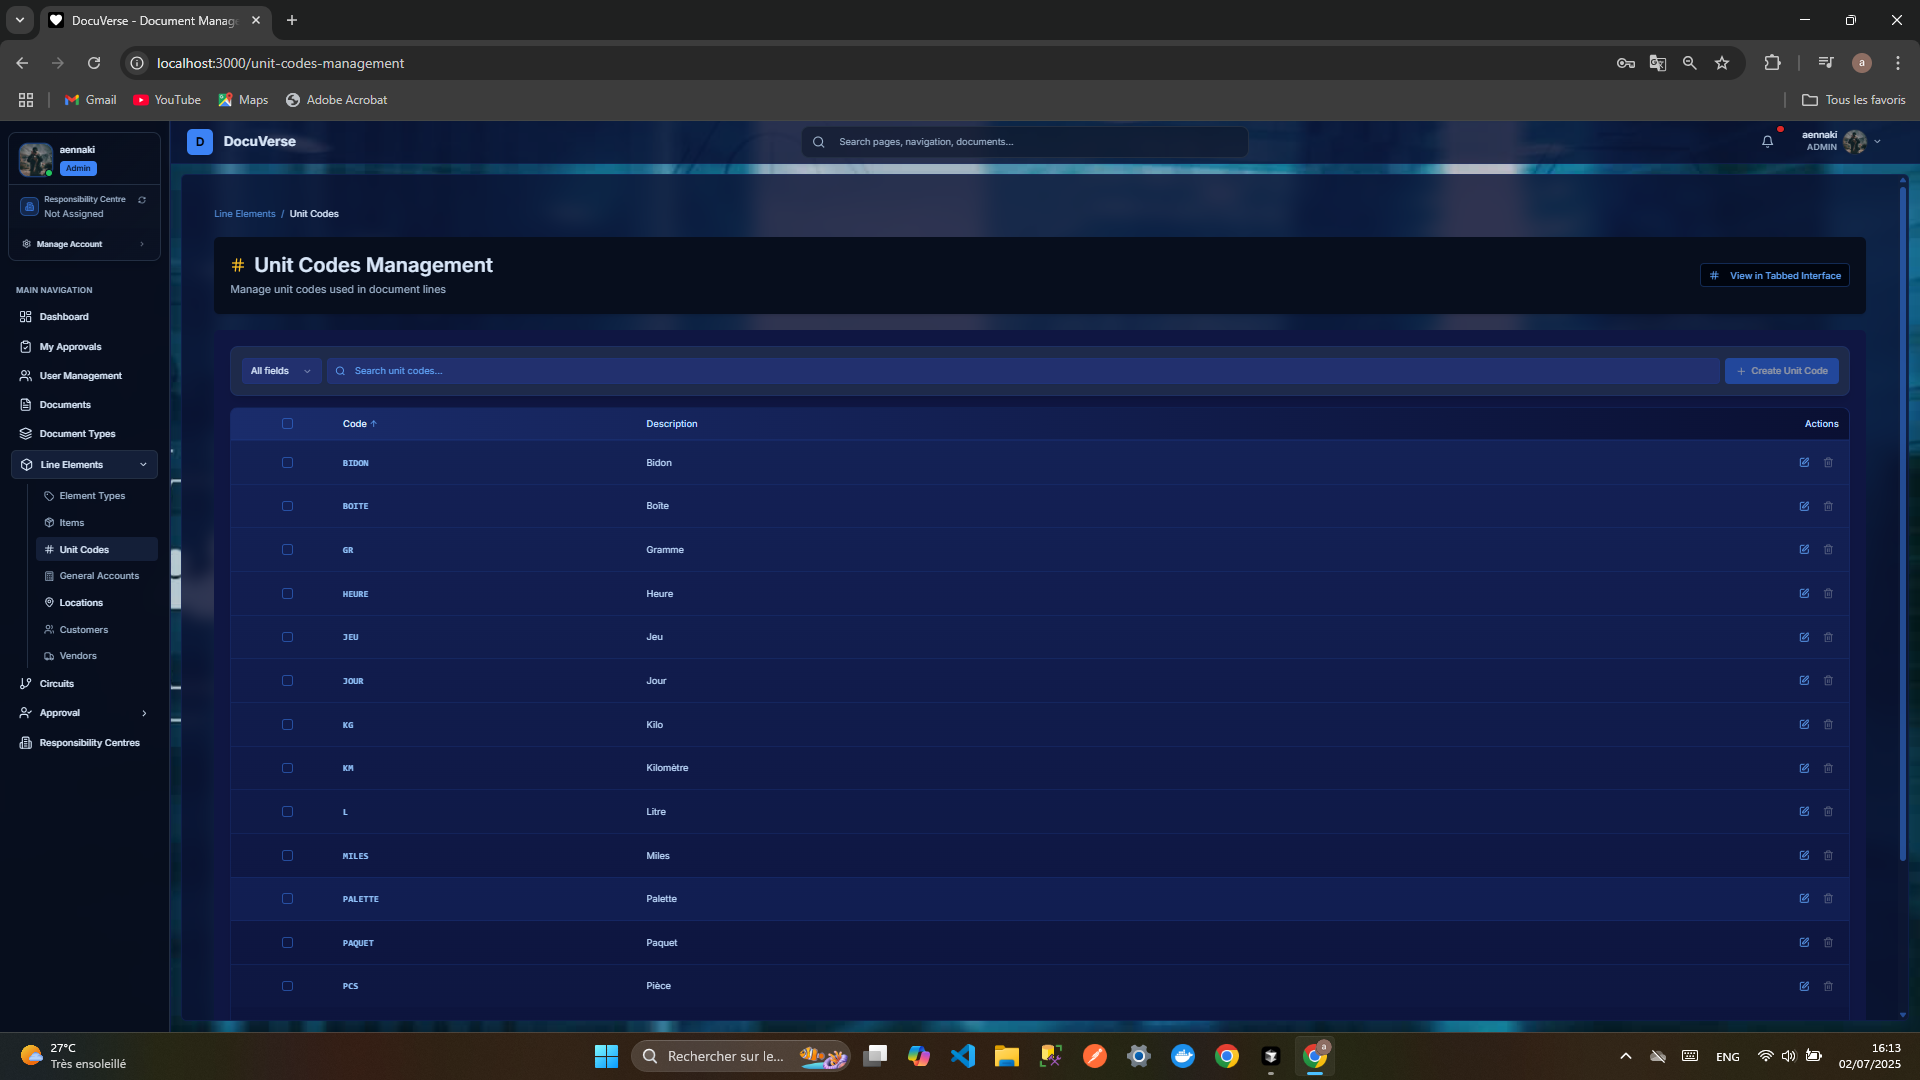 DocuVerse - Document Manag
localhost:3000/unit-codes-management
Gmail
YouTube
Maps
Adobe Acrobat
Tous les favoris
aennaki
Admin
Responsibility Centre
Not Assigned
Manage Account
MAIN NAVIGATION
Dashboard
My Approvals
User Management
Documents
Document Types
Line Elements
Element Types
Items
Unit Codes
General Accounts
Locations
Customers
Vendors
Circuits
Approval
Responsibility Centres
D
DocuVerse
Search pages, navigation, documents...
aennaki
ADMIN
Line Elements / Unit Codes
# Unit Codes Management
Manage unit codes used in document lines
# View in Tabbed Interface
All fields
Search unit codes...
+ Create Unit Code
Code ↑ Description Actions
BIDON Bidon
BOITE Boîte
GR Gramme
HEURE Heure
JEU Jeu
JOUR Jour
KG Kilo
KM Kilomètre
L Litre
MILES Miles
PALETTE Palette
PAQUET Paquet
PCS Pièce
27°C
Très ensoleillé
Rechercher sur le...
a
a
ENG
16:13
02/07/2025